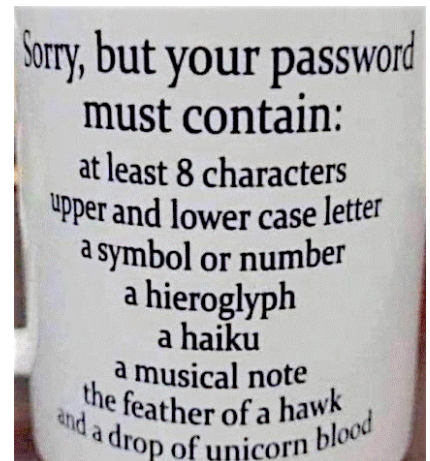 Sorry, but your password
must contain:
at least 8 characters
upper and lower case letter
a symbol or number
a hieroglyph
a haiku
a musical note
the feather of a hawk
and a drop of unicorn blood